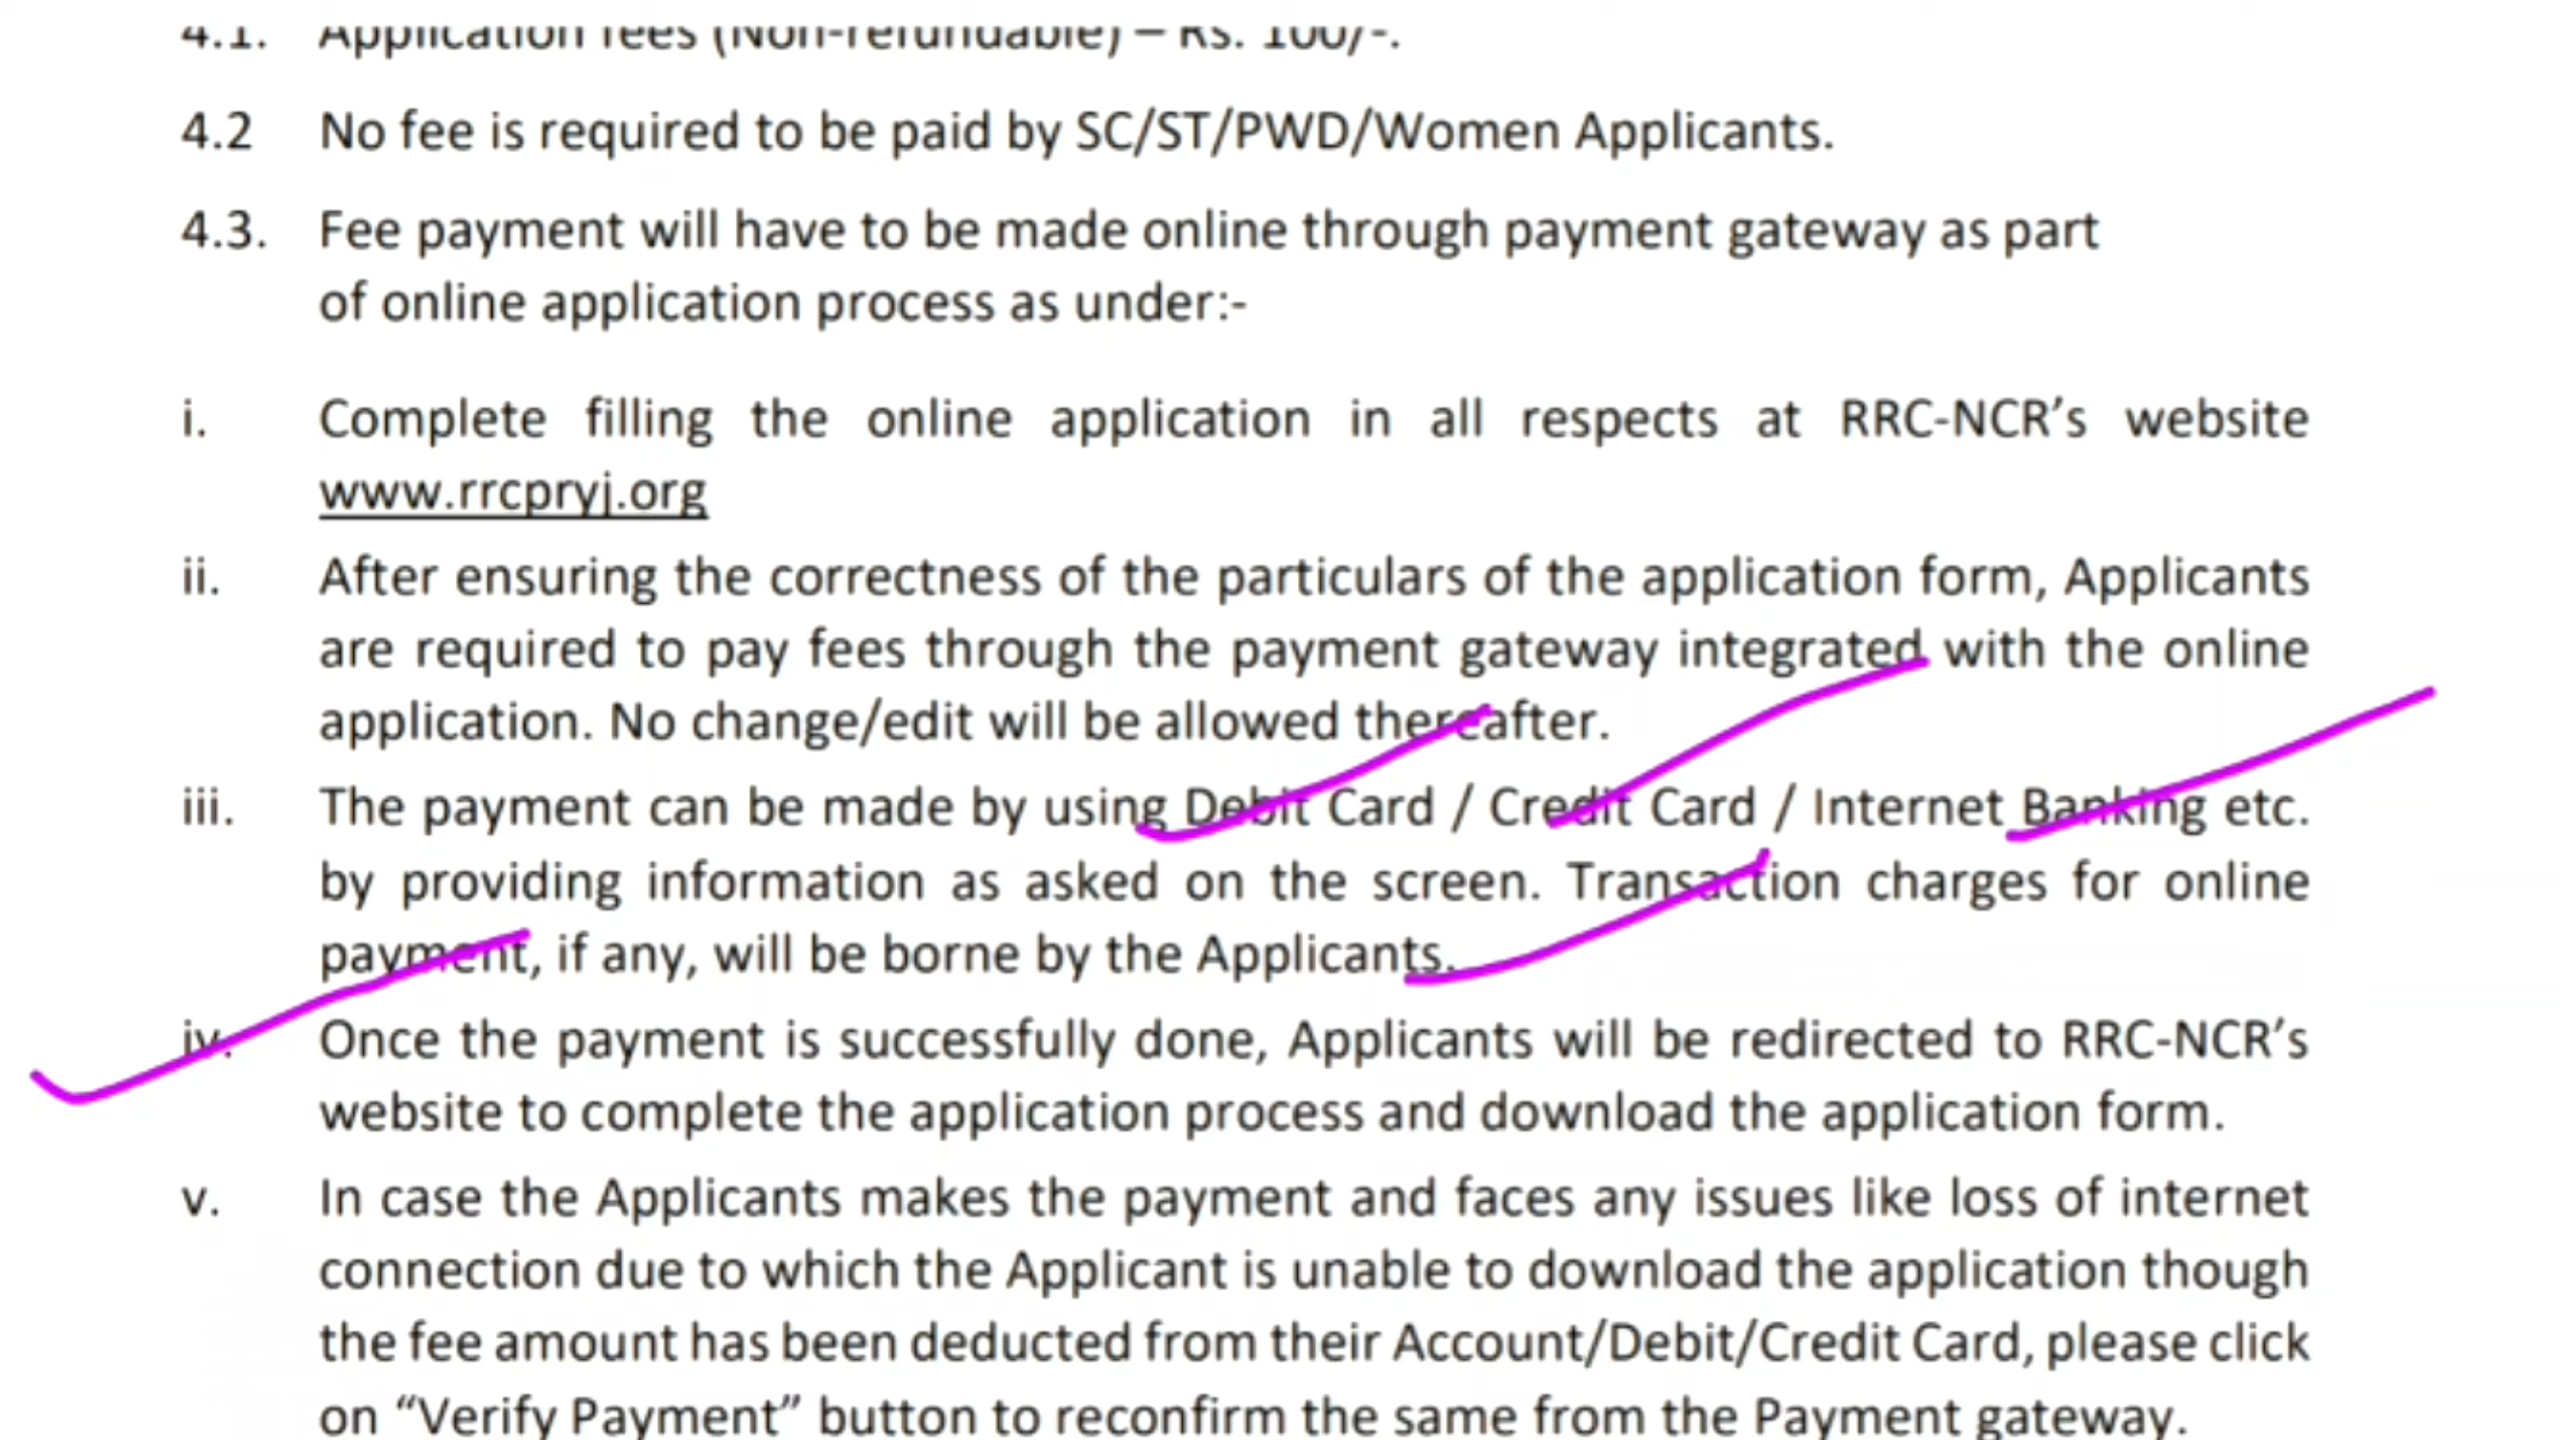 4.1. Application fees (Non-refundable) – Rs. 100/-.
4.2 No fee is required to be paid by SC/ST/PWD/Women Applicants.
4.3. Fee payment will have to be made online through payment gateway as part
of online application process as under:-
i. Complete filling the online application in all respects at RRC-NCR’s website
www.rrcpryj.org
ii. After ensuring the correctness of the particulars of the application form, Applicants
are required to pay fees through the payment gateway integrated with the online
application. No change/edit will be allowed thereafter.
iii. The payment can be made by using Debit Card / Credit Card / Internet Banking etc.
by providing information as asked on the screen. Transaction charges for online
payment, if any, will be borne by the Applicants.
iv. Once the payment is successfully done, Applicants will be redirected to RRC-NCR’s
website to complete the application process and download the application form.
v. In case the Applicants makes the payment and faces any issues like loss of internet
connection due to which the Applicant is unable to download the application though
the fee amount has been deducted from their Account/Debit/Credit Card, please click
on “Verify Payment” button to reconfirm the same from the Payment gateway.